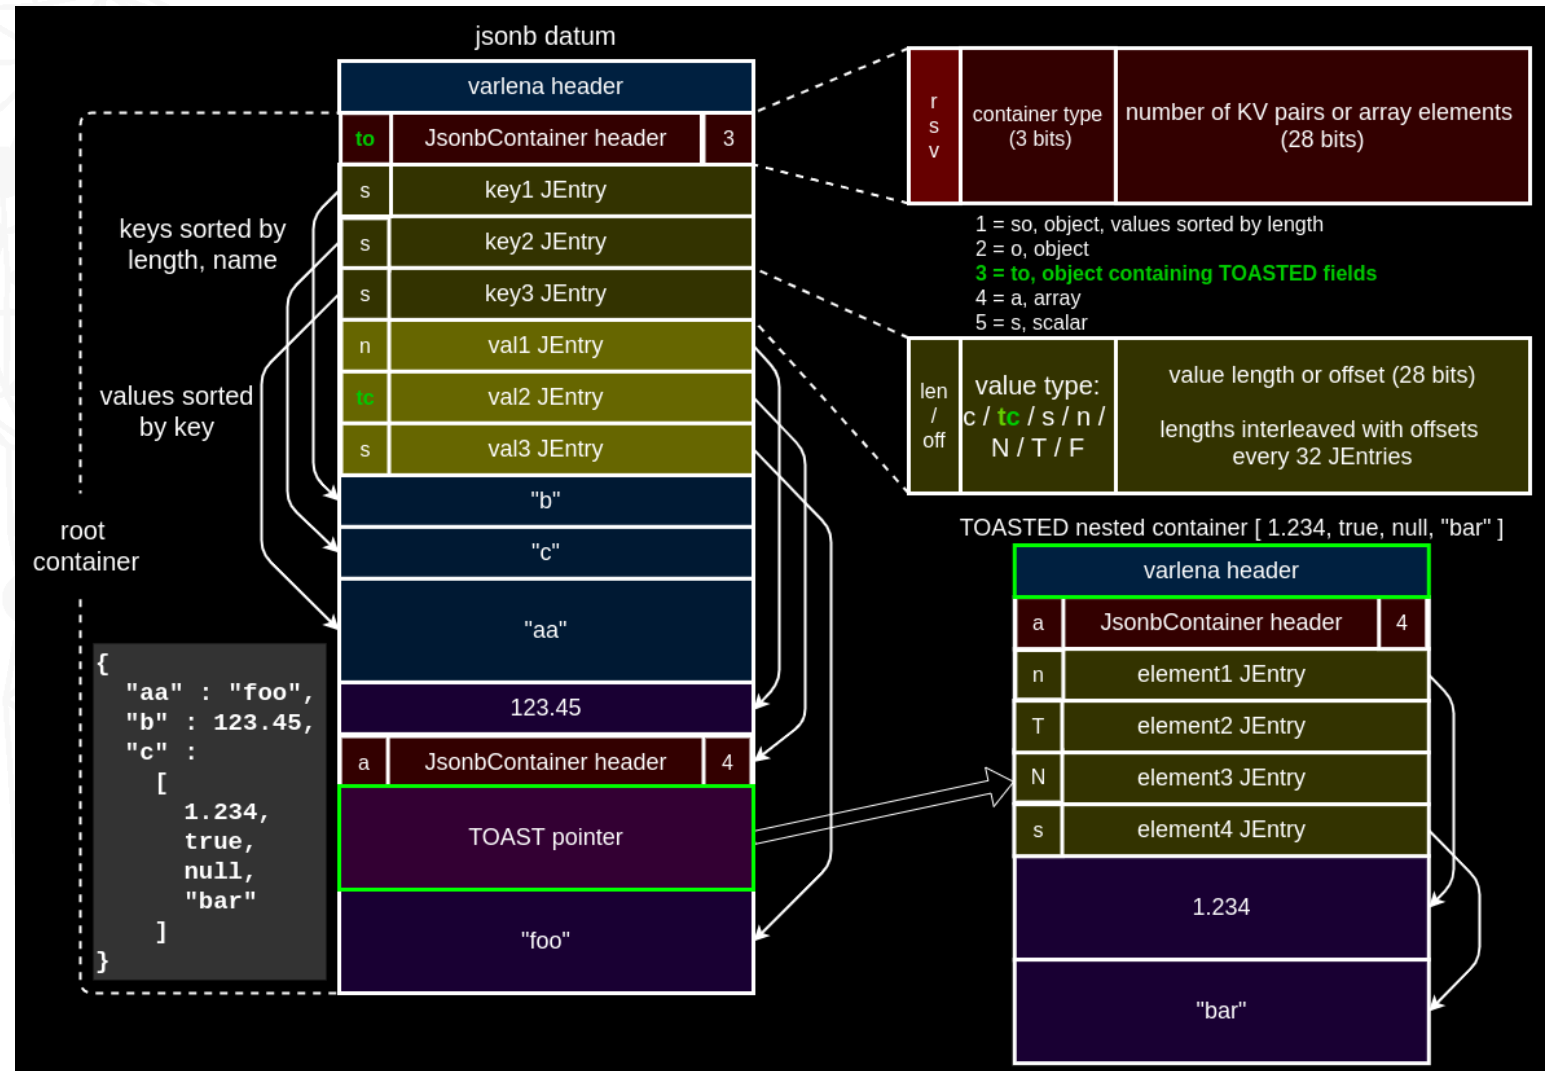 jsonb datum
varlena header
to JsonbContainer header 3
s key1 JEntry
s key2 JEntry
s key3 JEntry
n val1 JEntry
tc val2 JEntry
s val3 JEntry
"b"
"c"
"aa"
123.45
a JsonbContainer header 4
TOAST pointer
"foo"
keys sorted by
length, name
values sorted
by key
root
container
{
"aa" : "foo",
"b" : 123.45,
"c" :
[
1.234,
true,
null,
"bar"
]
}
r
s
v
container type
(3 bits)
number of KV pairs or array elements
(28 bits)
1 = so, object, values sorted by length
2 = o, object
3 = to, object containing TOASTED fields
4 = a, array
5 = s, scalar
len
/
off
value type:
c / tc / s / n /
N / T / F
value length or offset (28 bits)
lengths interleaved with offsets
every 32 JEntries
TOASTED nested container [ 1.234, true, null, "bar" ]
varlena header
a JsonbContainer header 4
n element1 JEntry
T element2 JEntry
N element3 JEntry
s element4 JEntry
1.234
"bar"